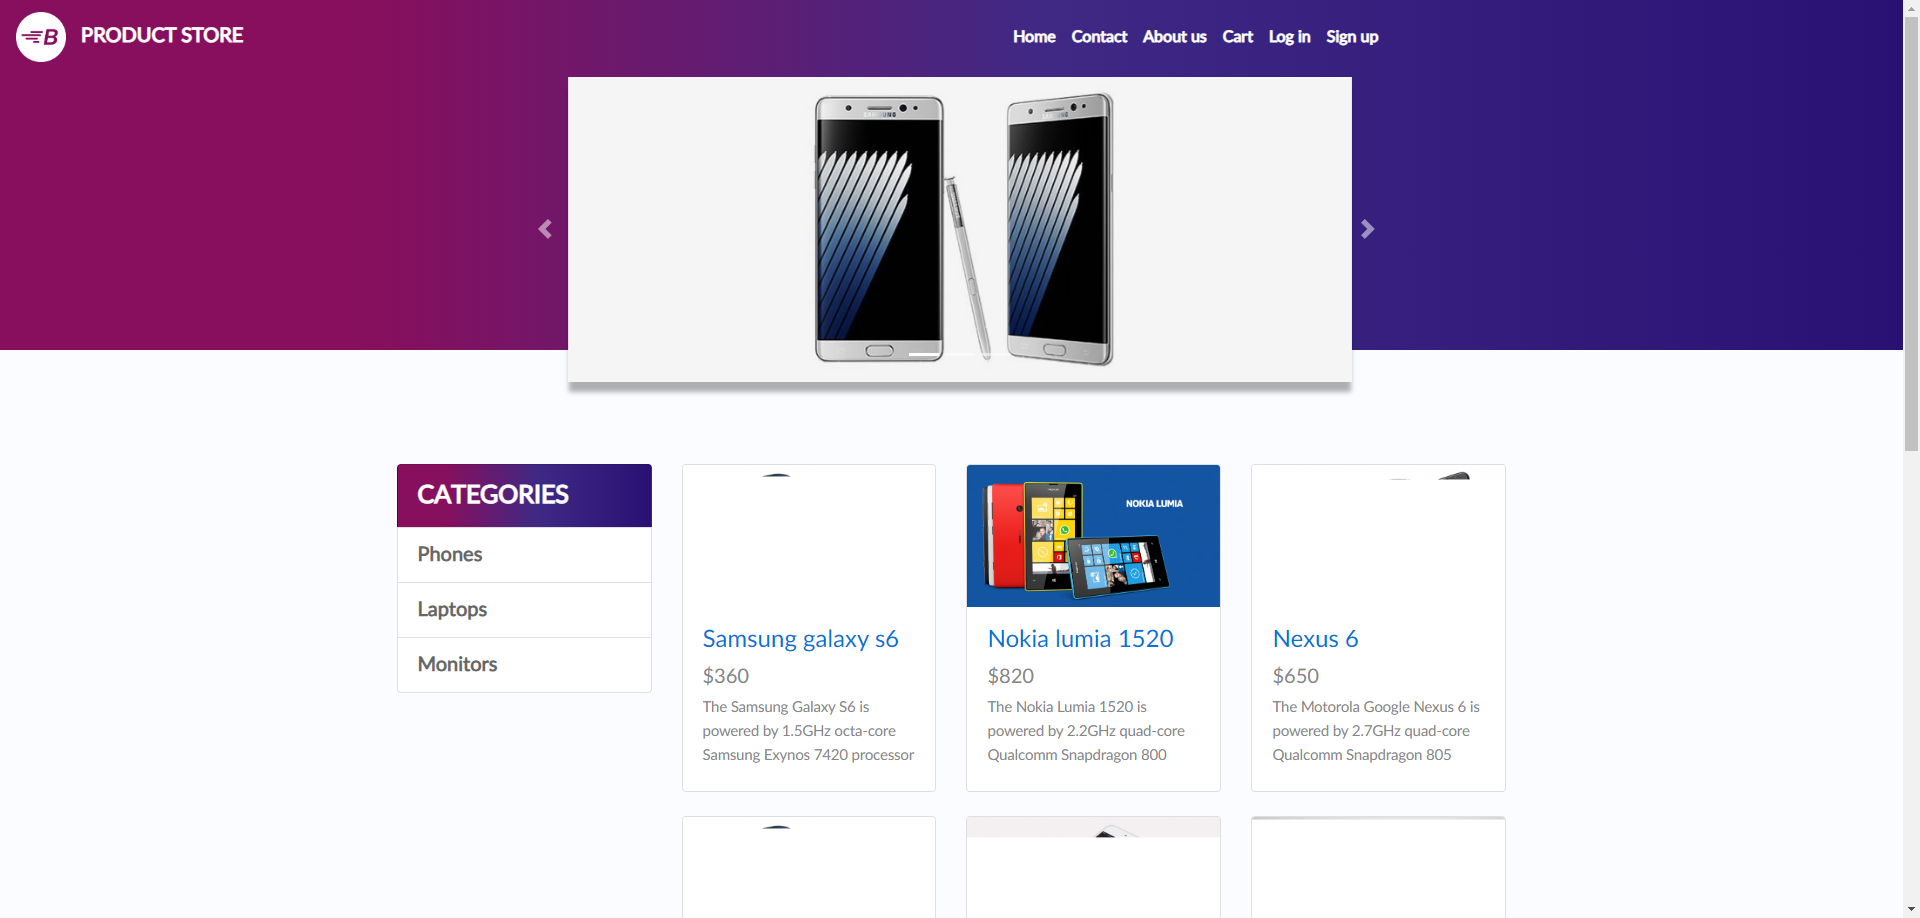 B PRODUCT STORE
Home Contact About us Cart Log in Sign up
SAMSUNG
NOKIA LUMIA
CATEGORIES
Phones
Laptops
Monitors
Samsung galaxy s6
$360
The Samsung Galaxy S6 is
powered by 1.5GHz octa-core
Samsung Exynos 7420 processor
Nokia lumia 1520
$820
The Nokia Lumia 1520 is
powered by 2.2GHz quad-core
Qualcomm Snapdragon 800
Nexus 6
$650
The Motorola Google Nexus 6 is
powered by 2.7GHz quad-core
Qualcomm Snapdragon 805